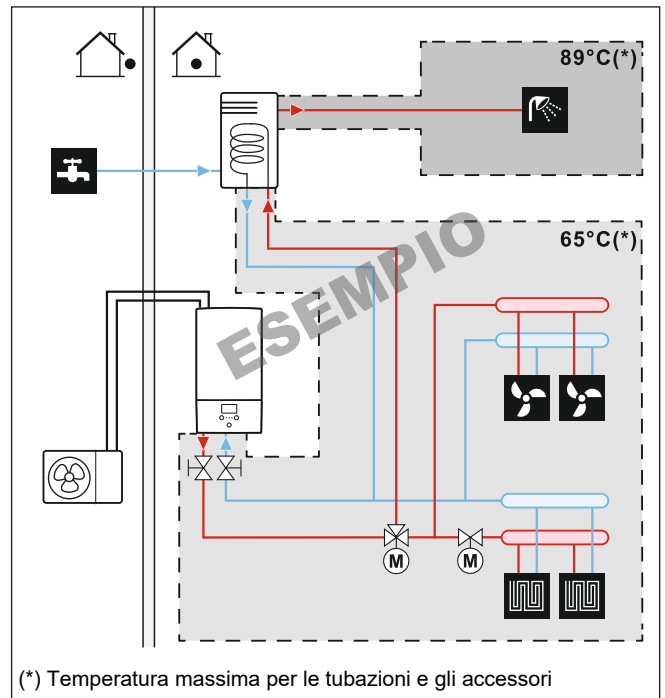 89°C(*)
65°C(*)
ESEMPIO
M
M
(*) Temperatura massima per le tubazioni e gli accessori